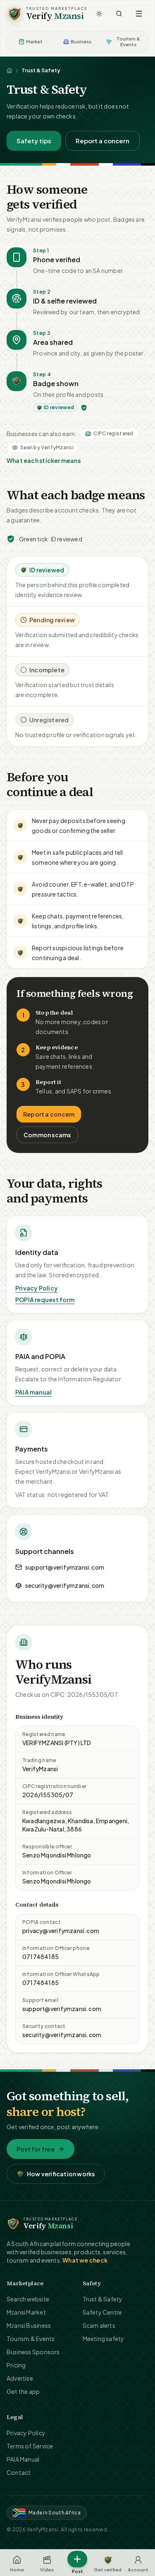 TRUSTED MARKETPLACE
Verify Mzansi
Market
Business
Tourism &
Events
Trust & Safety
Trust & Safety
Verification helps reduce risk, but it does not
replace your own checks.
Safety tips
Report a concern
How someone
gets verified
VerifyMzansi verifies people who post. Badges are
signals, not promises.
Step 1
Phone verified
One-time code to an SA number.
Step 2
ID & selfie reviewed
Reviewed by our team, then encrypted.
Step 3
Area shared
Province and city, as given by the poster.
Step 4
Badge shown
On their profile and posts.
ID reviewed
Businesses can also earn:
CIPC registered
Seen by VerifyMzansi
What each sticker means
What each badge means
Badges describe account checks. They are not
a guarantee.
Green tick: ID reviewed
ID reviewed
The person behind this profile completed
identity evidence review.
Pending review
Verification submitted and credibility checks
are in review.
Incomplete
Verification started but trust details
are incomplete.
Unregistered
No trusted profile or verification signals yet.
Before you
continue a deal
Never pay deposits before seeing
goods or confirming the seller.
Meet in safe public places and tell
someone where you are going.
Avoid courier, EFT, e-wallet, and OTP
pressure tactics.
Keep chats, payment references,
listings, and profile links.
Report suspicious listings before
continuing a deal.
If something feels wrong
1
Stop the deal
No more money, codes or
documents.
2
Keep evidence
Save chats, links and
payment references.
3
Report it
Tell us, and SAPS for crimes.
Report a concern
Common scams
Your data, rights
and payments
Identity data
Used only for verification, fraud prevention
and the law. Stored encrypted.
Privacy Policy
POPIA request form
PAIA and POPIA
Request, correct or delete your data.
Escalate to the Information Regulator.
PAIA manual
Payments
Secure hosted checkout in rand.
Expect VerifyMzansi or VerifyMzansi as
the merchant.
VAT status: not registered for VAT
Support channels
support@verifymzansi.com
security@verifymzansi.com
Who runs
VerifyMzansi
Check us on CIPC: 2026/155305/07.
Business identity
Registered name
VERIFYMZANSI (PTY) LTD
Trading name
VerifyMzansi
CIPC registration number
2026/155305/07
Registered address
Kwadlangezwa, Khandisa, Empangeni,
KwaZulu-Natal, 3886
Responsible officer
Senzo Mqondisi Mhlongo
Information Officer
Senzo Mqondisi Mhlongo
Contact details
POPIA contact
privacy@verifymzansi.com
Information Officer phone
0717484185
Information Officer WhatsApp
0717484185
Support email
support@verifymzansi.com
Security contact
security@verifymzansi.com
Got something to sell,
share or host?
Get verified once, post anywhere.
Post for free
How verification works
TRUSTED MARKETPLACE
Verify Mzansi
A South African platform connecting people
with verified businesses, products, services,
tourism and events. What we check
Marketplace
Safety
Search website
Trust & Safety
Mzansi Market
Safety Centre
Mzansi Business
Scam alerts
Tourism & Events
Meeting safely
Business Sponsors
Pricing
Advertise
Get the app
Legal
Privacy Policy
Terms of Service
PAIA Manual
Contact
Made in South Africa
© 2026 VerifyMzansi. All rights reserved
Home
Video
Post
Get verified
Account